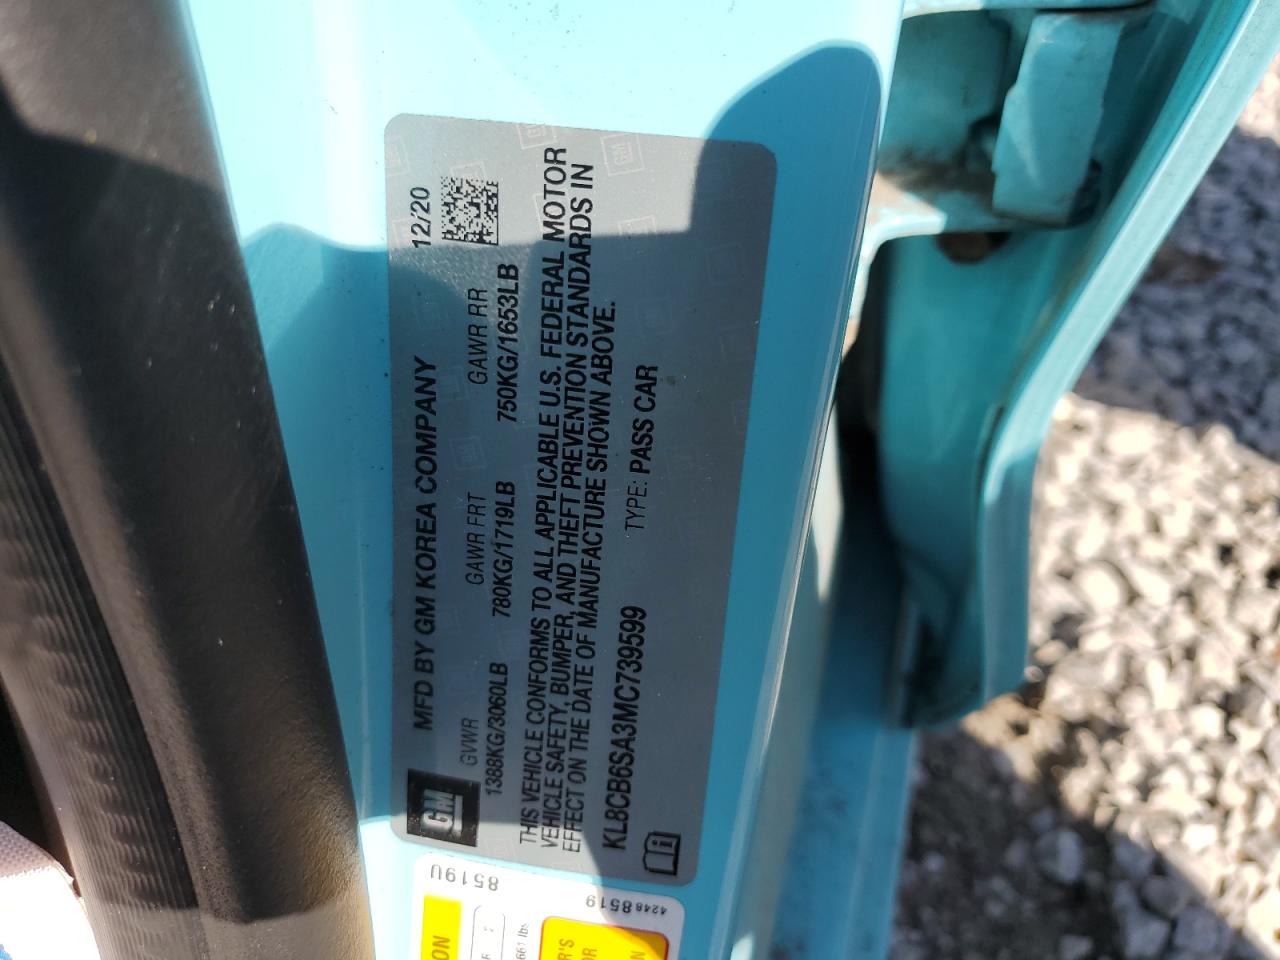 MFD BY GM KOREA COMPANY 12/20
GM
GVWR GAWR FRT GAWR RR
1388KG/3060LB 780KG/1719LB 750KG/1653LB
THIS VEHICLE CONFORMS TO ALL APPLICABLE U.S. FEDERAL MOTOR
VEHICLE SAFETY, BUMPER, AND THEFT PREVENTION STANDARDS IN
EFFECT ON THE DATE OF MANUFACTURE SHOWN ABOVE.
KL8CB6SA3MC739599 TYPE: PASS CAR
8519U
4248 8519